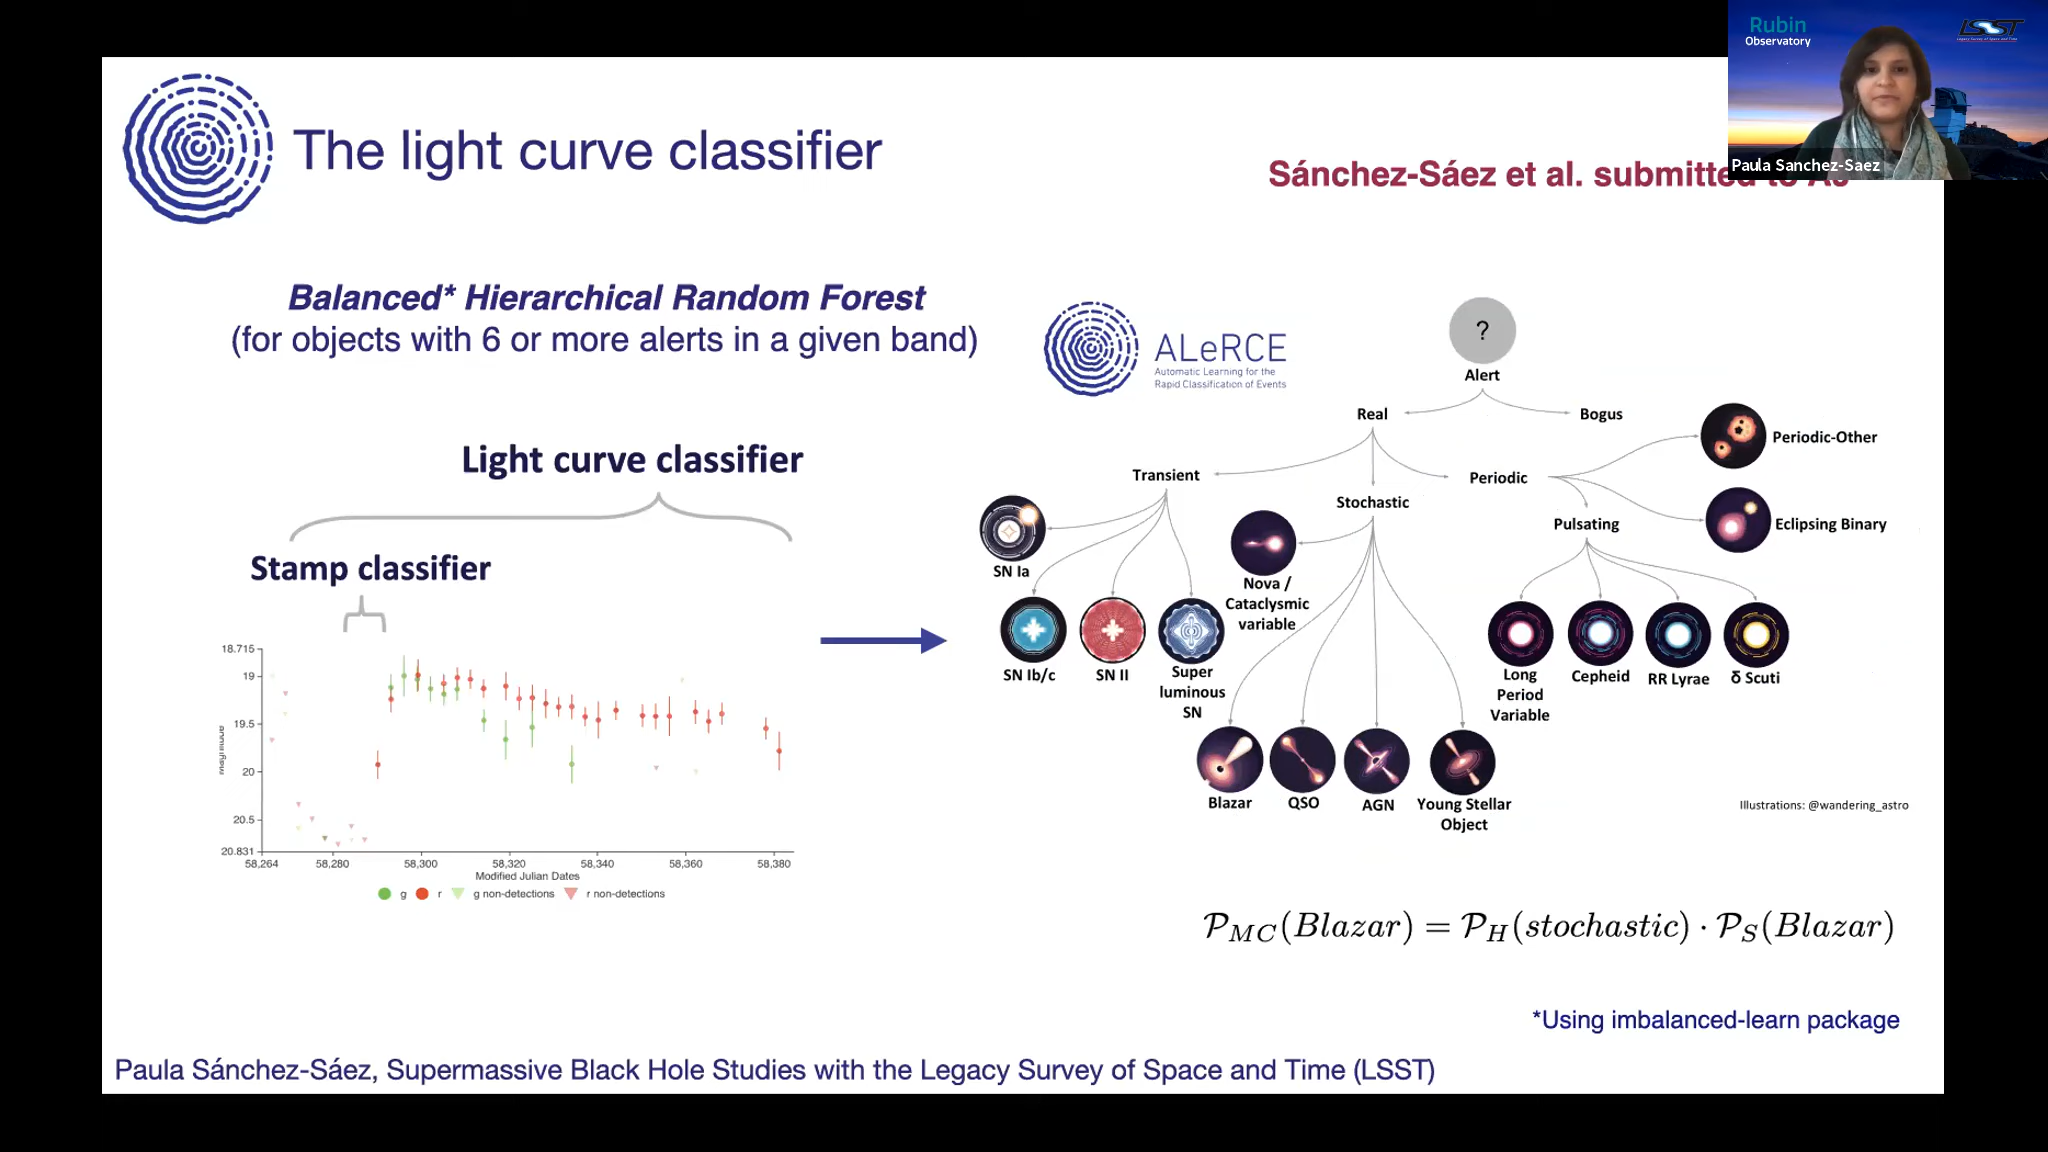 Rubin
Observatory
LSST
Paula Sanchez-Saez
The light curve classifier
Sánchez-Sáez et al. submitted to AJ
Balanced* Hierarchical Random Forest
(for objects with 6 or more alerts in a given band)
Light curve classifier
Stamp classifier
18.715
19
19.5
20
20.5
20.831
58,264
58,280
58,300
58,320
58,340
58,360
58,380
Modified Julian Dates
g
r
g non-detections
r non-detections
ALeRCE
Automatic Learning for the
Rapid Classification of Events
?
Alert
Real
Bogus
Transient
Stochastic
Periodic
Periodic-Other
Eclipsing Binary
Pulsating
SN Ia
SN Ib/c
SN II
Super
luminous
SN
Nova /
Cataclysmic
variable
Long
Period
Variable
Cepheid
RR Lyrae
δ Scuti
Blazar
QSO
AGN
Young Stellar
Object
Illustrations: @wandering_astro
P_MC(Blazar) = P_H(stochastic) · P_S(Blazar)
*Using imbalanced-learn package
Paula Sánchez-Sáez, Supermassive Black Hole Studies with the Legacy Survey of Space and Time (LSST)